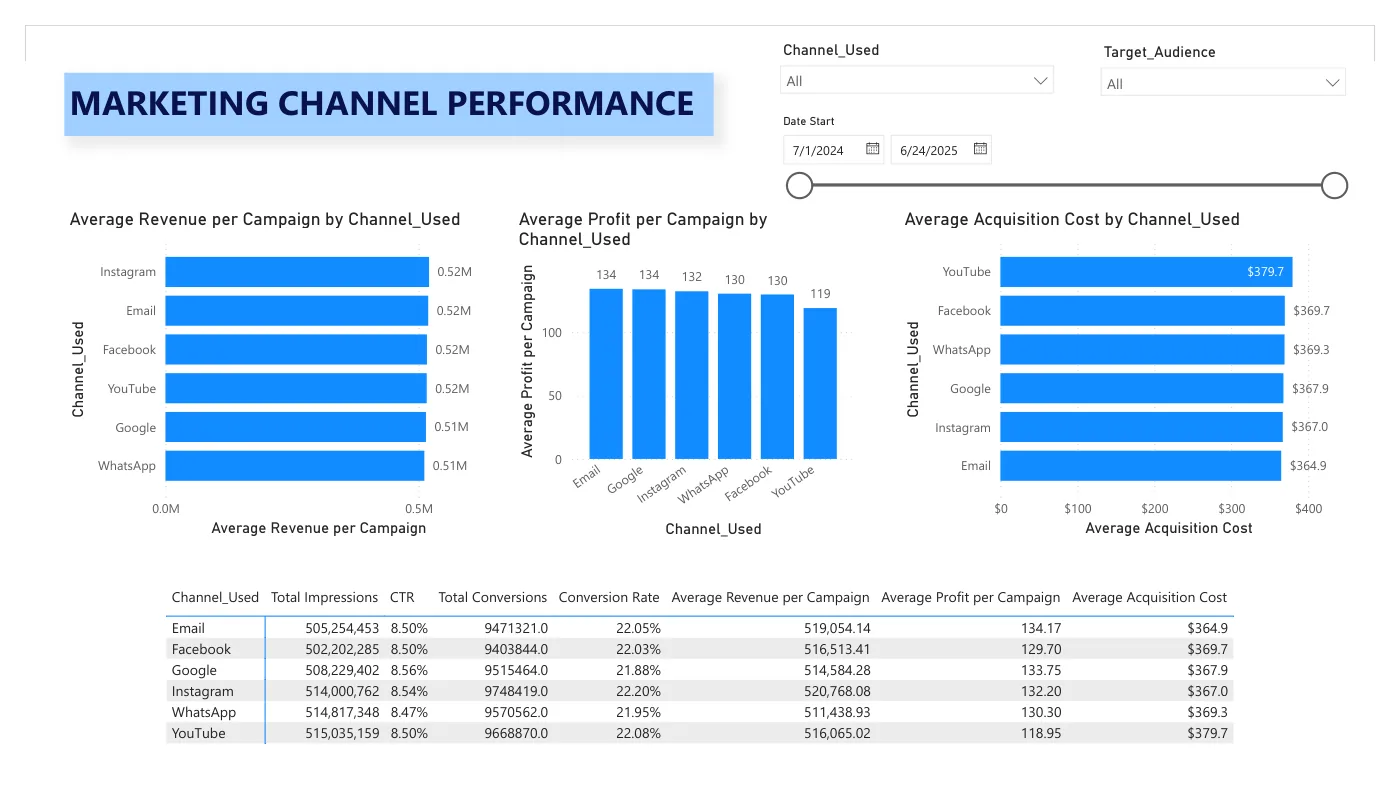 MARKETING CHANNEL PERFORMANCE
Channel_Used
All
Target_Audience
All
Date Start
7/1/2024
6/24/2025
Average Revenue per Campaign by Channel_Used
Channel_Used
Instagram 0.52M
Email 0.52M
Facebook 0.52M
YouTube 0.52M
Google 0.51M
WhatsApp 0.51M
0.0M 0.5M
Average Revenue per Campaign
Average Profit per Campaign by
Channel_Used
Average Profit per Campaign
134 134 132 130 130 119
100
50
0
Email Google Instagram WhatsApp Facebook YouTube
Channel_Used
Average Acquisition Cost by Channel_Used
Channel_Used
YouTube $379.7
Facebook $369.7
WhatsApp $369.3
Google $367.9
Instagram $367.0
Email $364.9
$0 $100 $200 $300 $400
Average Acquisition Cost
Channel_Used Total Impressions CTR Total Conversions Conversion Rate Average Revenue per Campaign Average Profit per Campaign Average Acquisition Cost
Email 505,254,453 8.50% 9471321.0 22.05% 519,054.14 134.17 $364.9
Facebook 502,202,285 8.50% 9403844.0 22.03% 516,513.41 129.70 $369.7
Google 508,229,402 8.56% 9515464.0 21.88% 514,584.28 133.75 $367.9
Instagram 514,000,762 8.54% 9748419.0 22.20% 520,768.08 132.20 $367.0
WhatsApp 514,817,348 8.47% 9570562.0 21.95% 511,438.93 130.30 $369.3
YouTube 515,035,159 8.50% 9668870.0 22.08% 516,065.02 118.95 $379.7